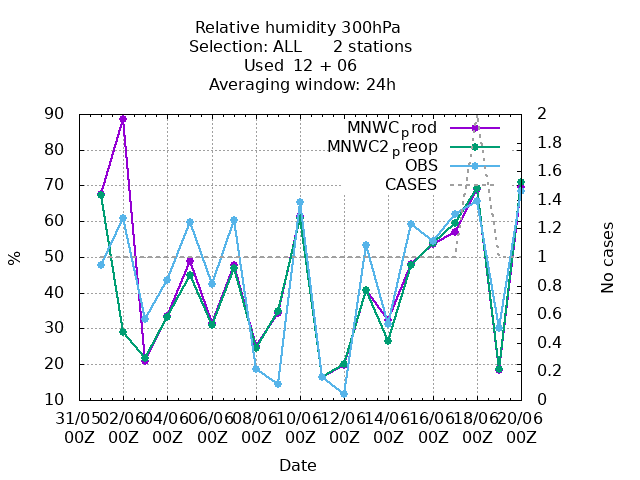 Relative humidity 300hPa
Selection: ALL 2 stations
Used 12 + 06
Averaging window: 24h
MNWC_prod
MNWC2_preop
OBS
CASES
90
80
70
60
50
40
30
20
10
%
2
1.8
1.6
1.4
1.2
1
0.8
0.6
0.4
0.2
0
No cases
31/05 02/06 04/06 06/06 08/06 10/06 12/06 14/06 16/06 18/06 20/06
00Z 00Z 00Z 00Z 00Z 00Z 00Z 00Z 00Z 00Z 00Z
Date